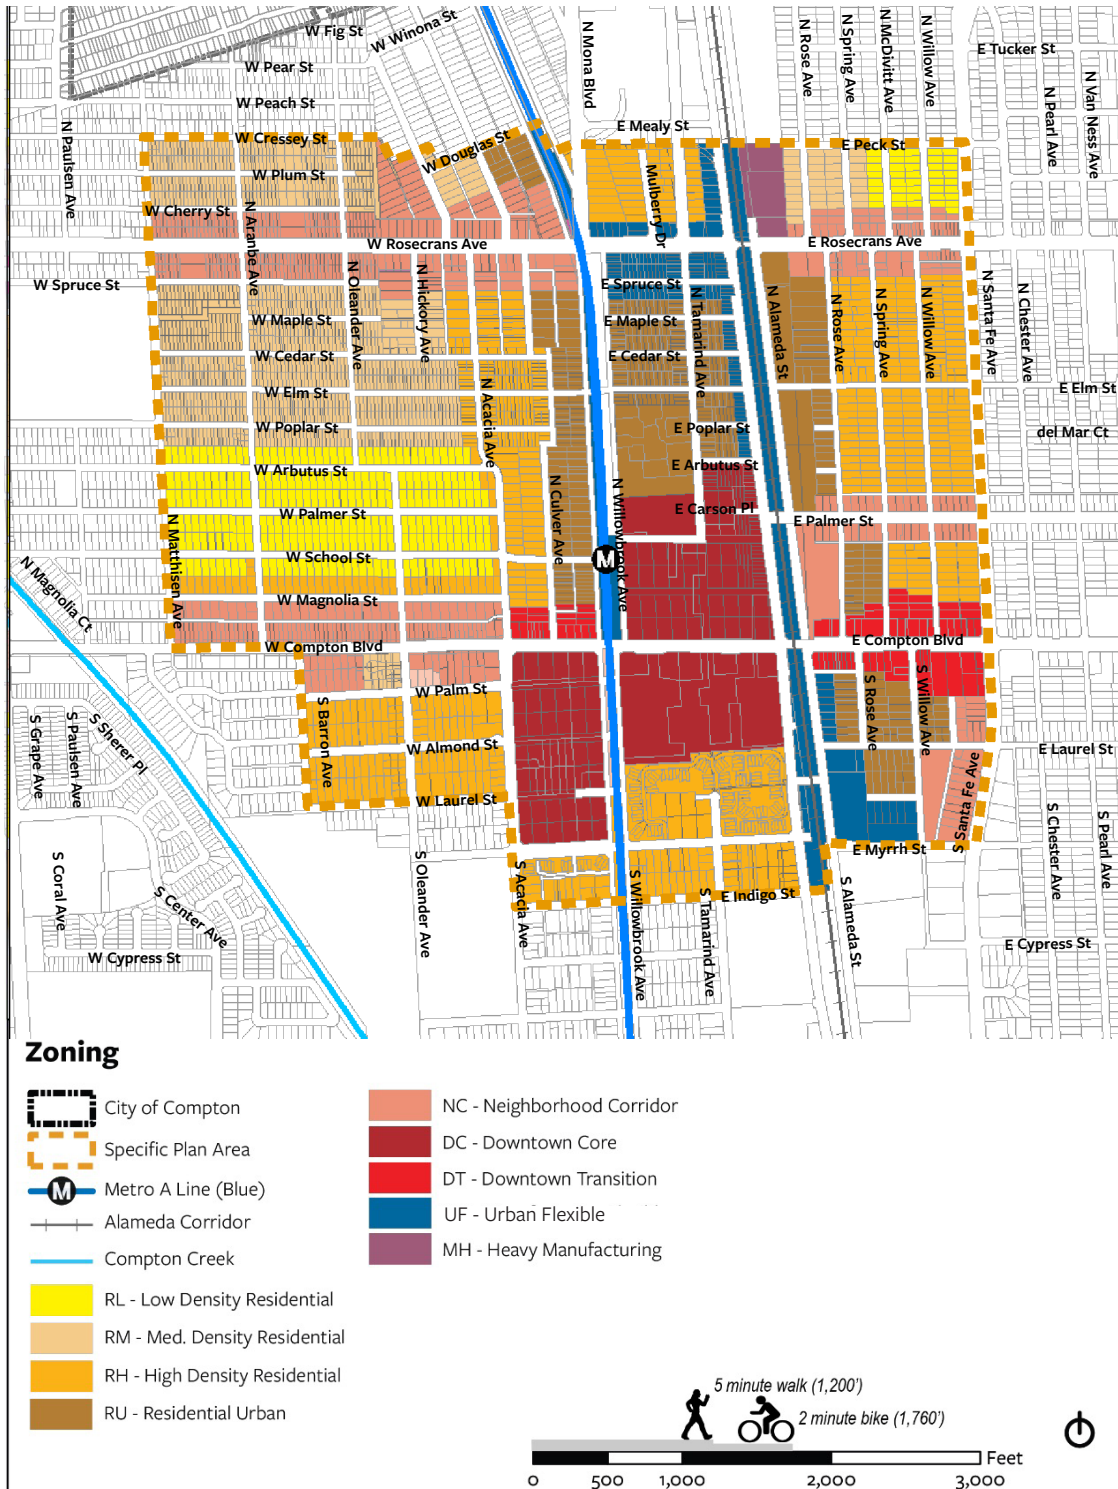 W Fig St
W Winona St
W Pear St
W Peach St
N Paulsen Ave
N Mona Blvd
N Rose Ave
N Spring Ave
N McDivitt Ave
N Willow Ave
E Tucker St
N Pearl Ave
N Van Ness Ave
E Mealy St
W Cressey St
W Douglas St
E Peck St
W Plum St
Mulberry Dr
W Cherry St
N Aranbe Ave
W Rosecrans Ave
E Rosecrans Ave
W Spruce St
N Oleander Ave
N Hickory Ave
E Spruce St
N Tamarind Ave
N Alameda St
N Rose Ave
N Spring Ave
N Willow Ave
N Santa Fe Ave
N Chester Ave
W Maple St
E Maple St
W Cedar St
E Cedar St
W Elm St
E Elm St
N Acacia Ave
W Poplar St
E Poplar St
del Mar Ct
W Arbutus St
E Arbutus St
N Culver Ave
N Willowbrook Ave
W Palmer St
E Carson Pl
E Palmer St
N Matthisen Ave
W School St
M
N Magnolia Ct
W Magnolia St
W Compton Blvd
E Compton Blvd
S Grape Ave
S Paulsen Ave
S Sherer Pl
S Barron Ave
W Palm St
S Rose Ave
S Willow Ave
W Almond St
E Laurel St
W Laurel St
S Santa Fe Ave
S Chester Ave
S Pearl Ave
E Myrrh St
S Coral Ave
S Center Ave
S Oleander Ave
S Acacia Ave
S Willowbrook Ave
S Tamarind Ave
E Indigo St
S Alameda St
W Cypress St
E Cypress St
Zoning
City of Compton
Specific Plan Area
M
Metro A Line (Blue)
Alameda Corridor
Compton Creek
RL - Low Density Residential
RM - Med. Density Residential
RH - High Density Residential
RU - Residential Urban
NC - Neighborhood Corridor
DC - Downtown Core
DT - Downtown Transition
UF - Urban Flexible
MH - Heavy Manufacturing
5 minute walk (1,200')
2 minute bike (1,760')
Feet
0 500 1,000 2,000 3,000